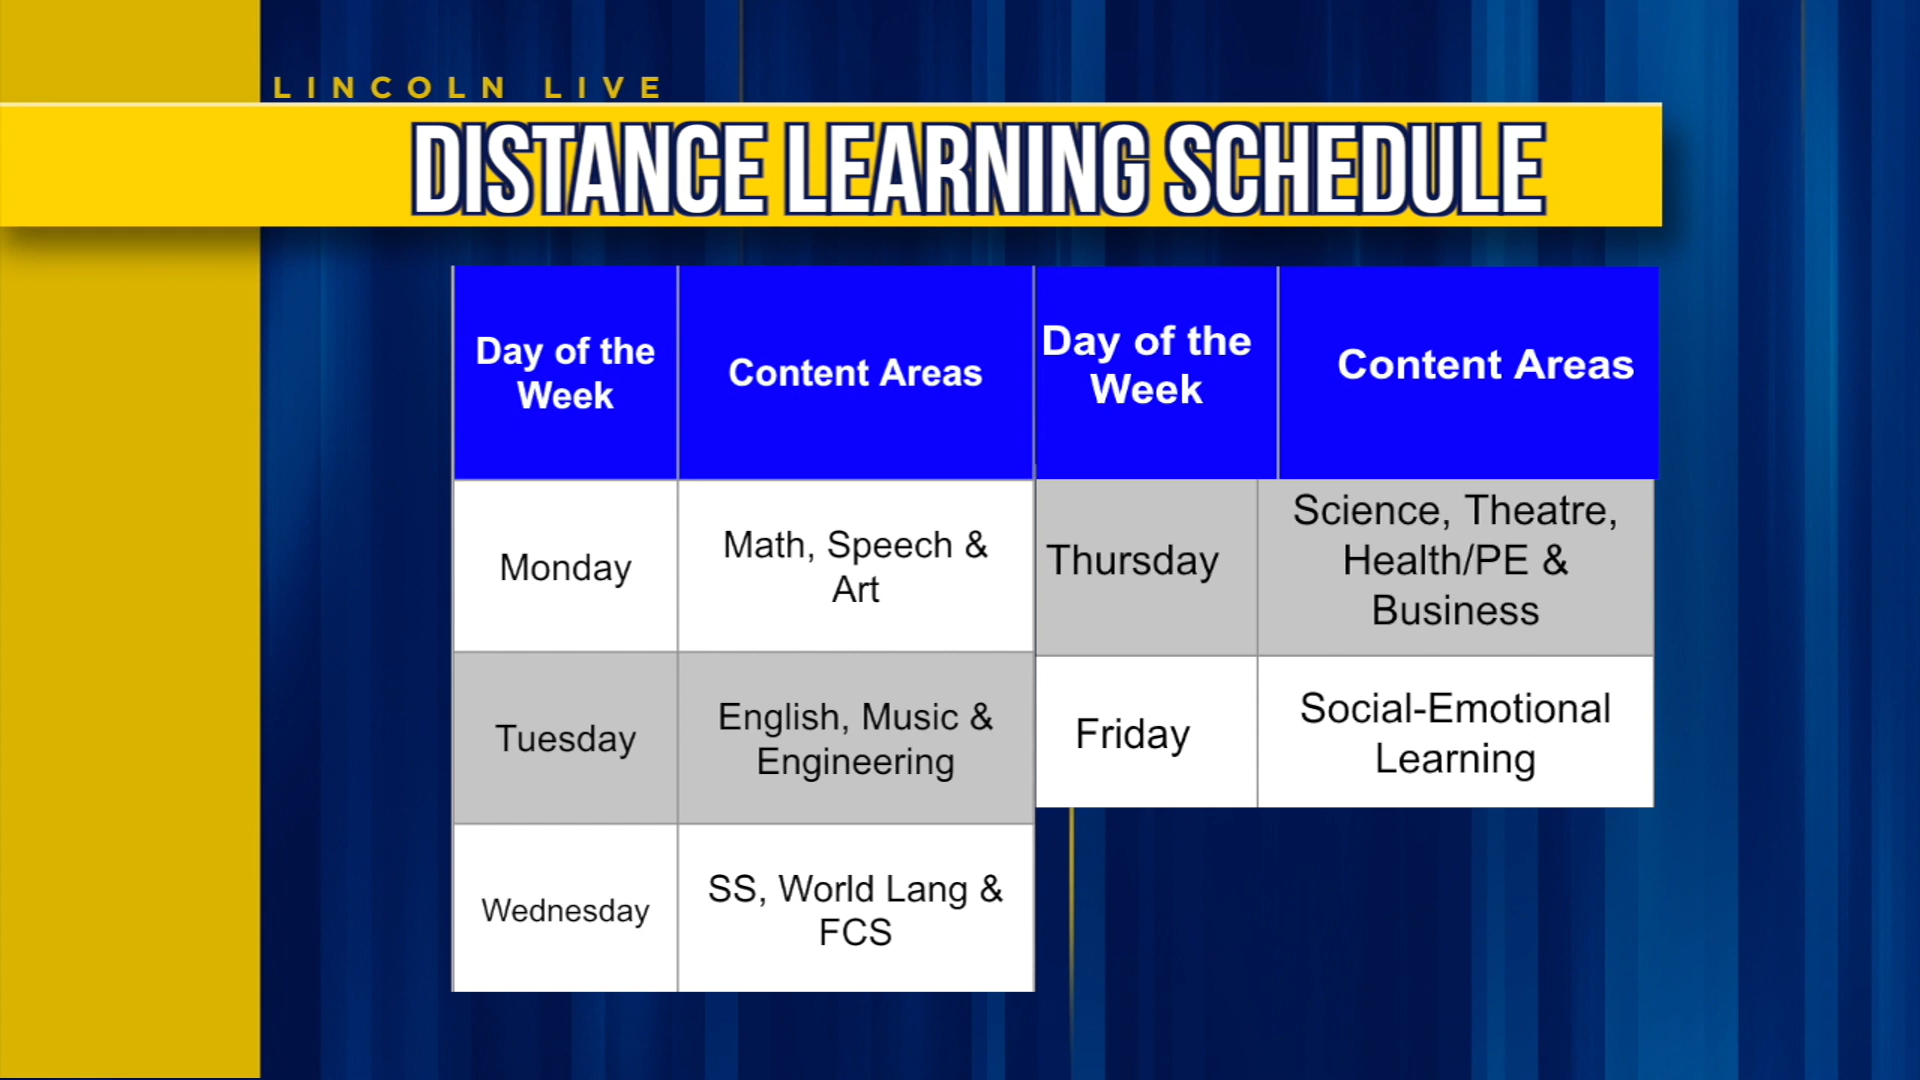 LINCOLN LIVE
DISTANCE LEARNING SCHEDULE
Day of the
Week
Content Areas
Monday
Math, Speech &
Art
Tuesday
English, Music &
Engineering
Wednesday
SS, World Lang &
FCS
Day of the
Week
Content Areas
Thursday
Science, Theatre,
Health/PE &
Business
Friday
Social-Emotional
Learning